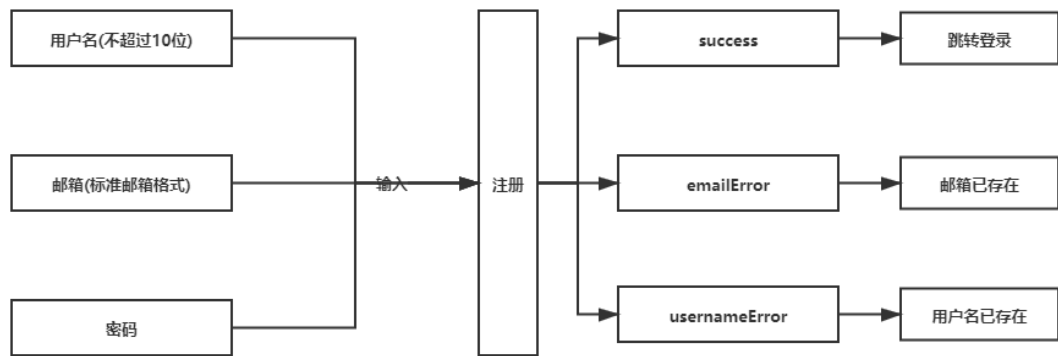 用户名(不超过10位)
success
跳转登录
邮箱(标准邮箱格式)
输入
注册
emailError
邮箱已存在
密码
usernameError
用户名已存在